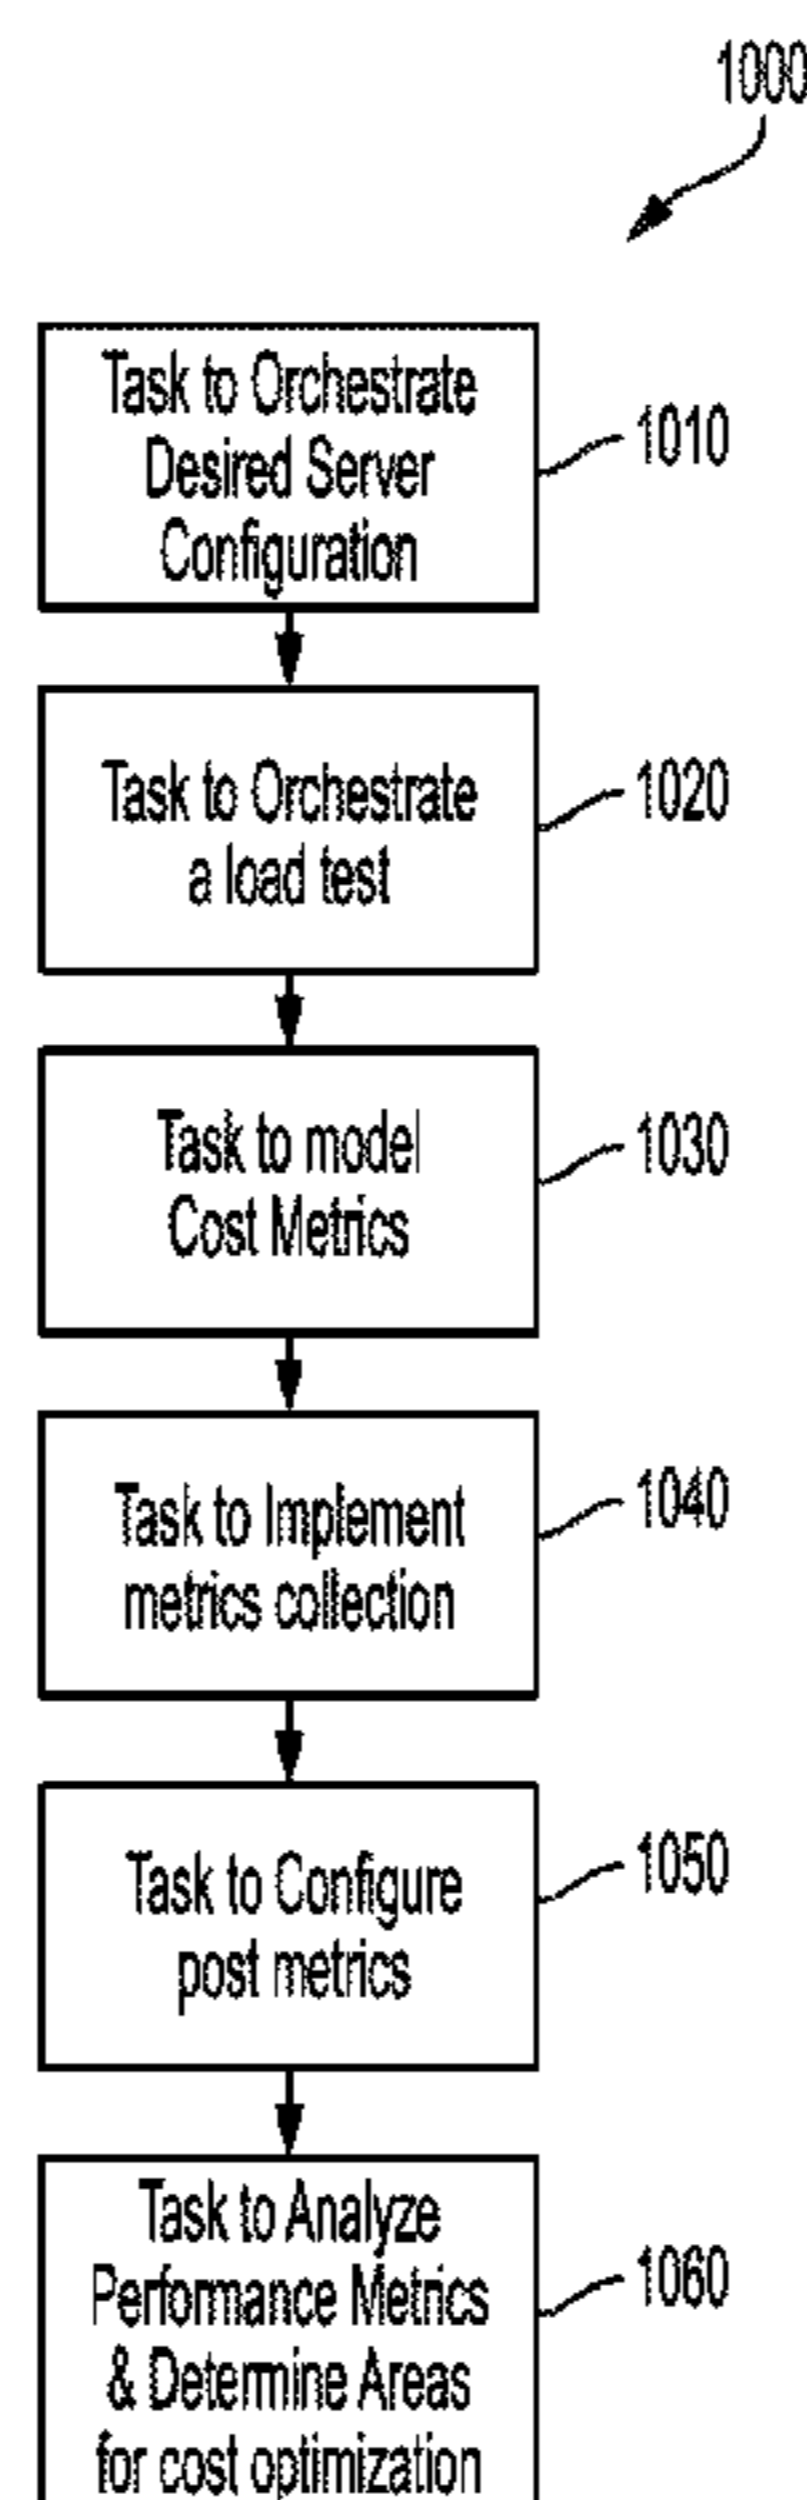 1000
Task to Orchestrate
Desired Server
Configuration
1010
Task to Orchestrate
a load test
1020
Task to model
Cost Metrics
1030
Task to Implement
metrics collection
1040
Task to Configure
post metrics
1050
Task to Analyze
Performance Metrics
& Determine Areas
for cost optimization
1060